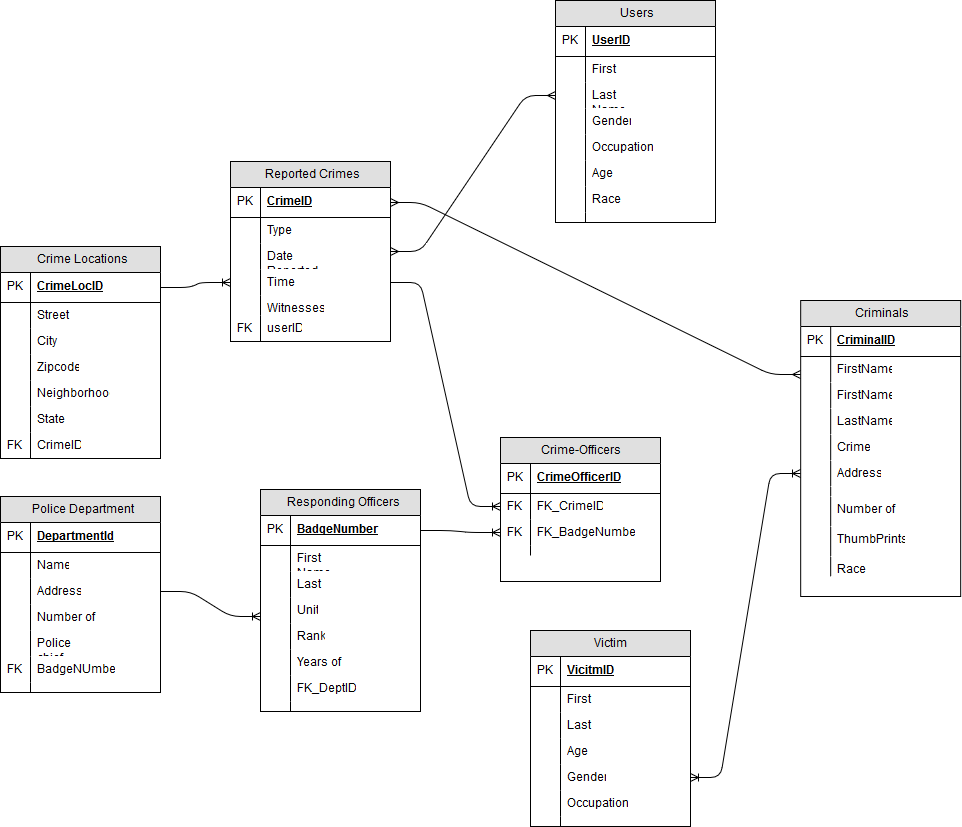 Users
PK UserID
First
Last
Gender
Occupation
Age
Race
Reported Crimes
PK CrimeID
Type
Date
Reported
Time
Witnesses
FK userID
Crime Locations
PK CrimeLocID
Street
City
Zipcode
Neighborhoo
State
FK CrimeID
Criminals
PK CriminalID
FirstName
FirstName
LastName
Crime
Address
Number of
ThumbPrints
Race
Crime-Officers
PK CrimeOfficerID
FK FK_CrimeID
FK FK_BadgeNumbe
Police Department
PK DepartmentId
Name
Address
Number of
Police
chief
FK BadgeNUmbe
Responding Officers
PK BadgeNumber
First
Name
Last
Unit
Rank
Years of
FK_DeptID
Victim
PK VicitmID
First
Last
Age
Gender
Occupation